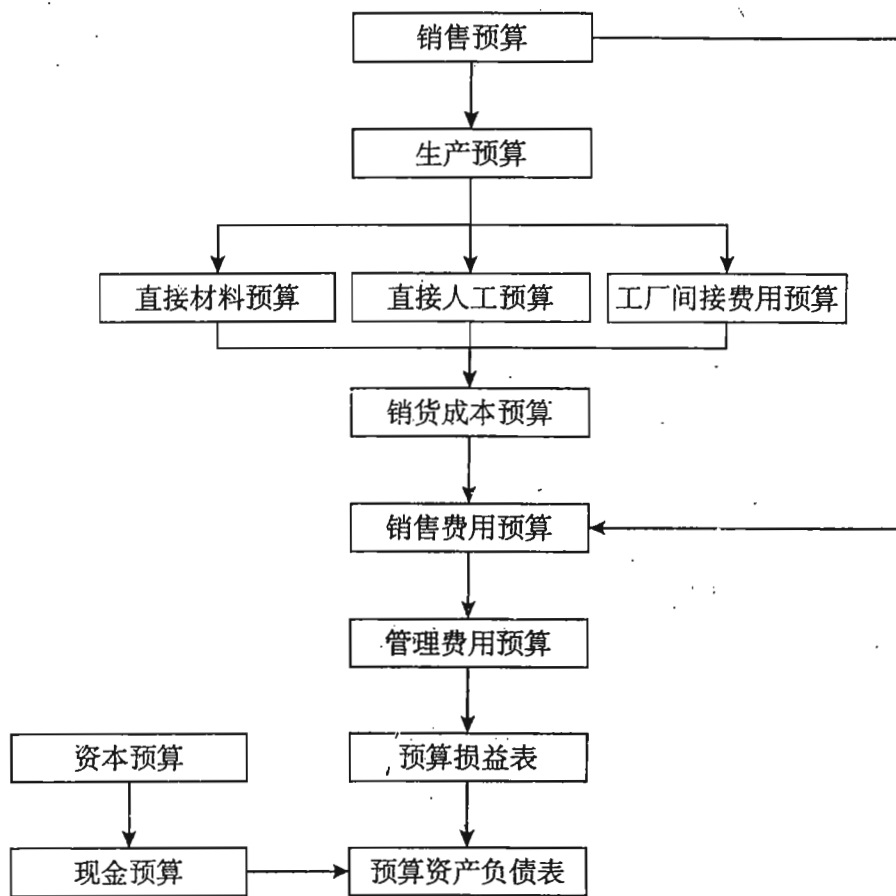 销售预算
生产预算
直接材料预算
直接人工预算
工厂间接费用预算
销货成本预算
销售费用预算
管理费用预算
资本预算
预算损益表
现金预算
预算资产负债表